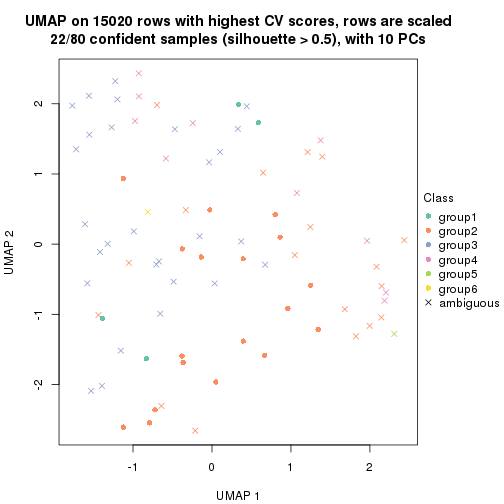 UMAP on 15020 rows with highest CV scores, rows are scaled
22/80 confident samples (silhouette > 0.5), with 10 PCs
2
1
0
-1
-2
UMAP 2
-1
0
1
2
UMAP 1
Class
group1
group2
group3
group4
group5
group6
ambiguous